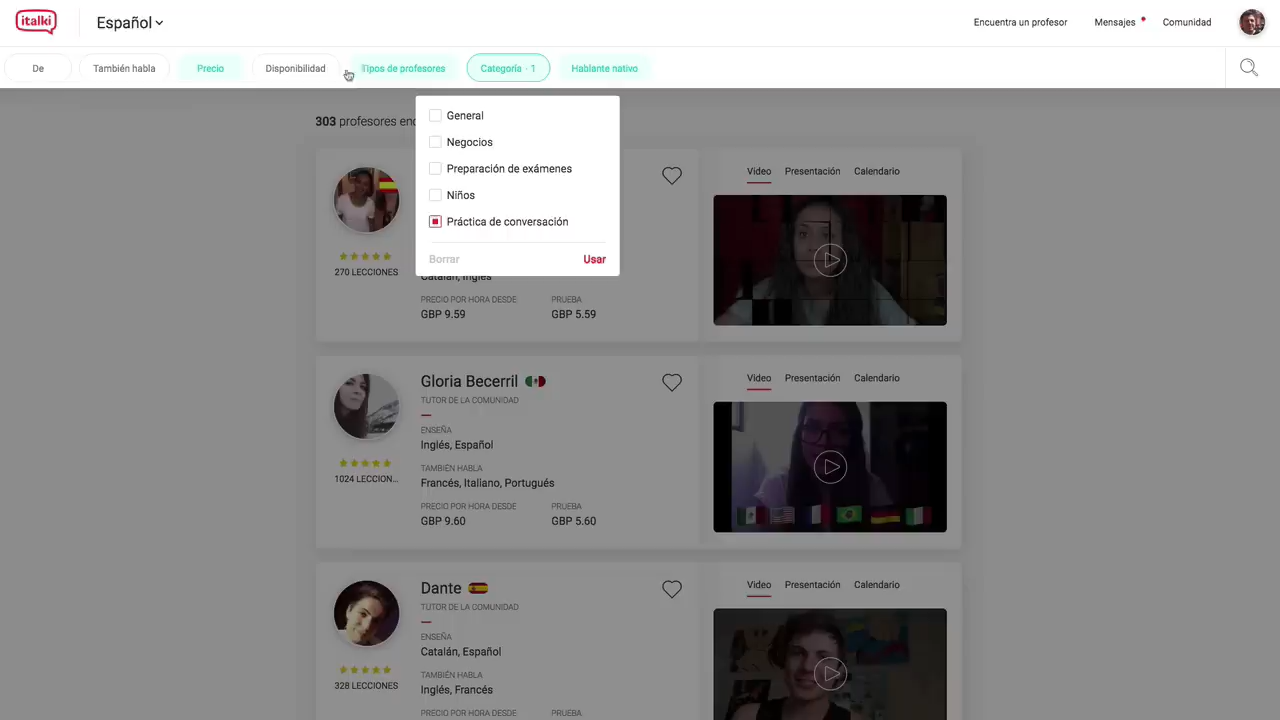 italki
Español
Encuentra un profesor
Mensajes
Comunidad
De
También habla
Precio
Disponibilidad
Tipos de profesores
Categoría · 1
Hablante nativo
303 profesores
General
Negocios
Preparación de exámenes
Niños
Práctica de conversación
Borrar
Usar
Video
Presentación
Calendario
270 LECCIONES
Catalán, Inglés
PRECIO POR HORA DESDE
PRUEBA
GBP 9.59
GBP 5.59
Gloria Becerril
TUTOR DE LA COMUNIDAD
ENSEÑA
Inglés, Español
TAMBIÉN HABLA
Francés, Italiano, Portugués
1024 LECCION...
PRECIO POR HORA DESDE
PRUEBA
GBP 9.60
GBP 5.60
Video
Presentación
Calendario
Dante
TUTOR DE LA COMUNIDAD
ENSEÑA
Catalán, Español
TAMBIÉN HABLA
Inglés, Francés
328 LECCIONES
PRECIO POR HORA DESDE
PRUEBA
Video
Presentación
Calendario